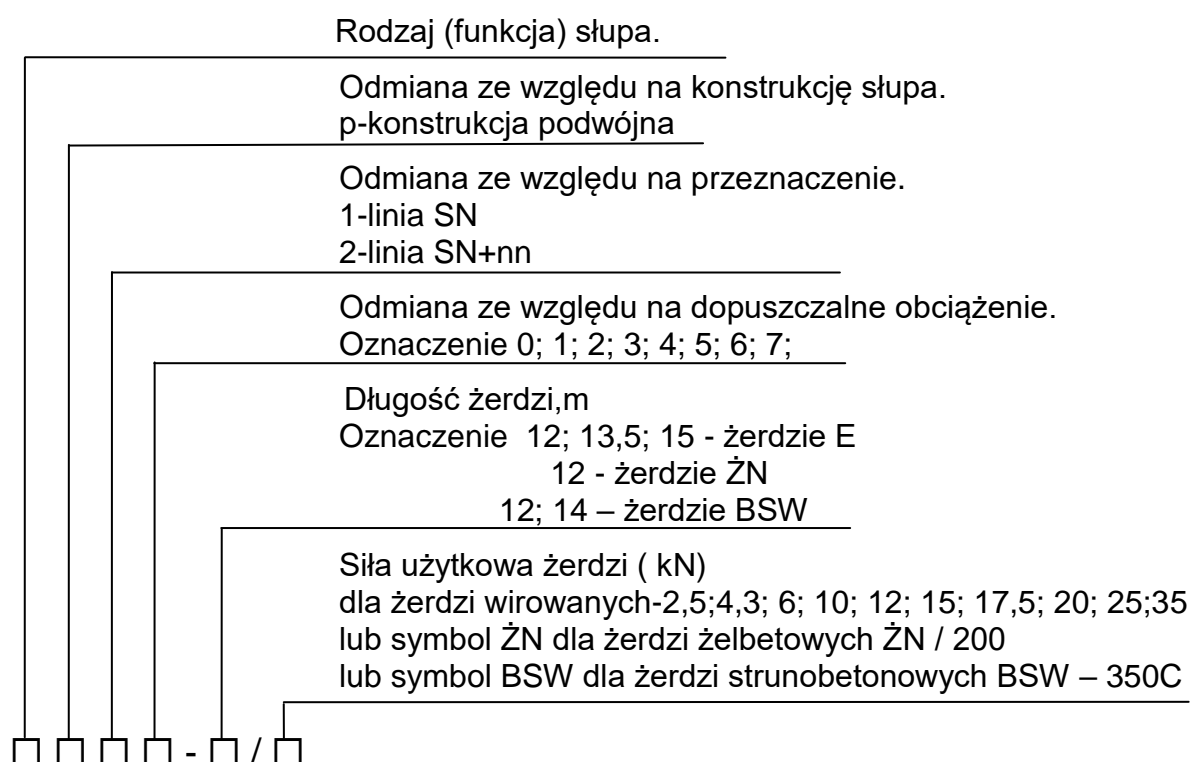 Rodzaj (funkcja) słupa.
Odmiana ze względu na konstrukcję słupa.
p-konstrukcja podwójna
Odmiana ze względu na przeznaczenie.
1-linia SN
2-linia SN+nn
Odmiana ze względu na dopuszczalne obciążenie.
Oznaczenie 0; 1; 2; 3; 4; 5; 6; 7;
Długość żerdzi,m
Oznaczenie 12; 13,5; 15 - żerdzie E
12 - żerdzie ŻN
12; 14 – żerdzie BSW
Siła użytkowa żerdzi ( kN)
dla żerdzi wirowanych-2,5;4,3; 6; 10; 12; 15; 17,5; 20; 25;35
lub symbol ŻN dla żerdzi żelbetowych ŻN / 200
lub symbol BSW dla żerdzi strunobetonowych BSW – 350C
- /